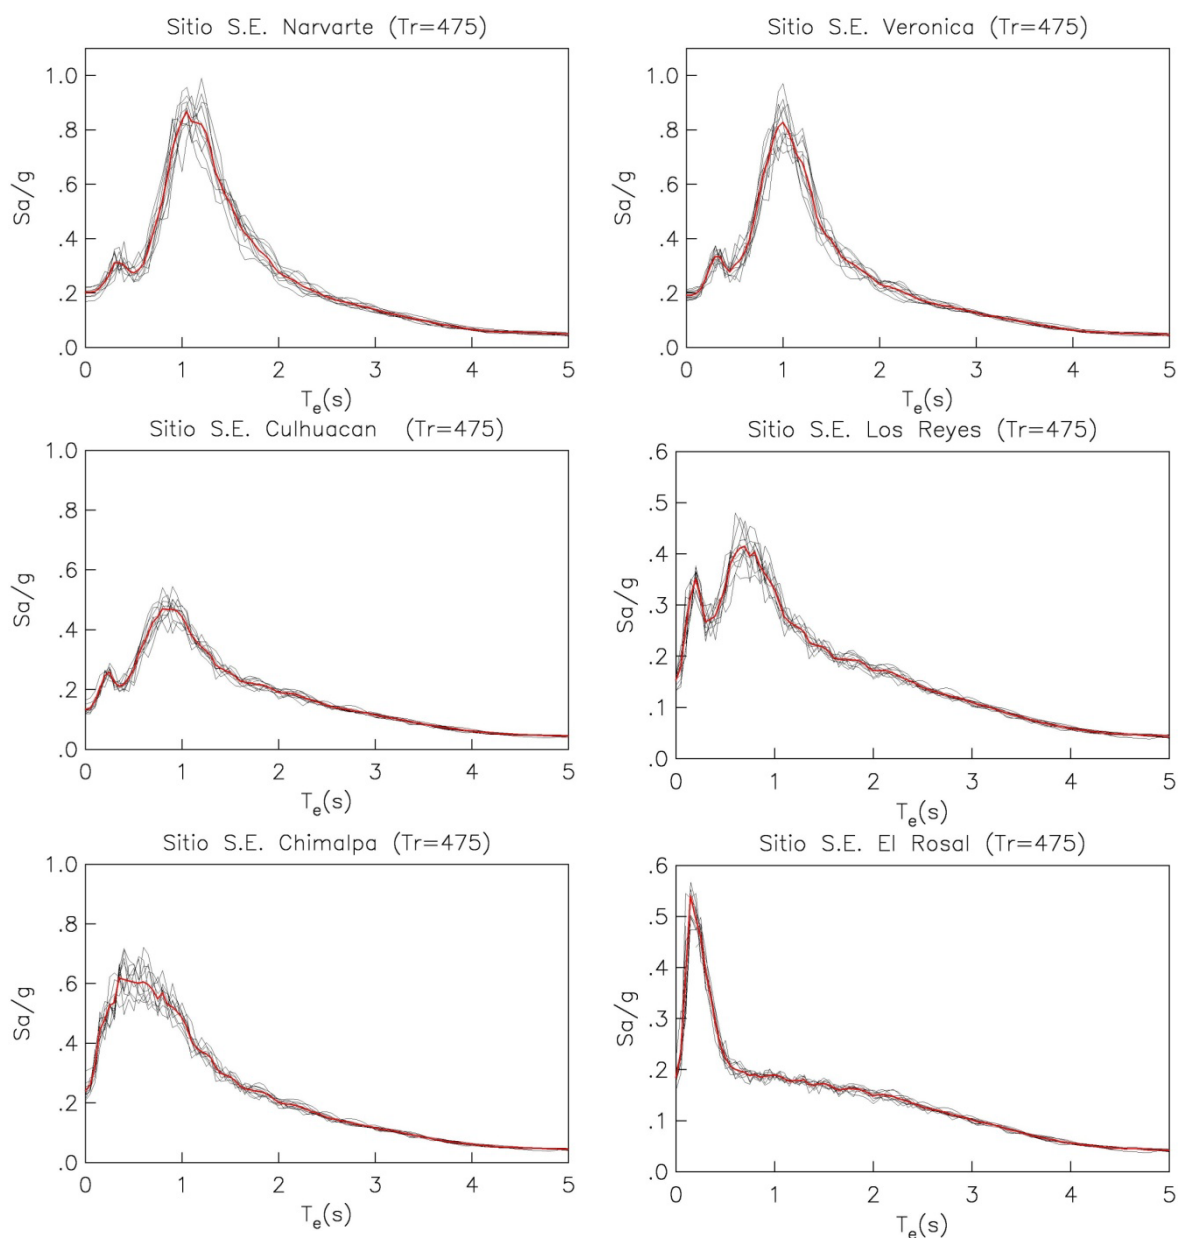 Sitio S.E. Narvarte (Tr=475)
1.0
.8
.6
.4
.2
.0
Sa/g
0 1 2 3 4 5
Te(s)
Sitio S.E. Veronica (Tr=475)
1.0
.8
.6
.4
.2
.0
Sa/g
0 1 2 3 4 5
Te(s)
Sitio S.E. Culhuacan (Tr=475)
1.0
.8
.6
.4
.2
.0
Sa/g
0 1 2 3 4 5
Te(s)
Sitio S.E. Los Reyes (Tr=475)
.6
.5
.4
.3
.2
.1
.0
Sa/g
0 1 2 3 4 5
Te(s)
Sitio S.E. Chimalpa (Tr=475)
1.0
.8
.6
.4
.2
.0
Sa/g
0 1 2 3 4 5
Te(s)
Sitio S.E. El Rosal (Tr=475)
.6
.5
.4
.3
.2
.1
.0
Sa/g
0 1 2 3 4 5
Te(s)